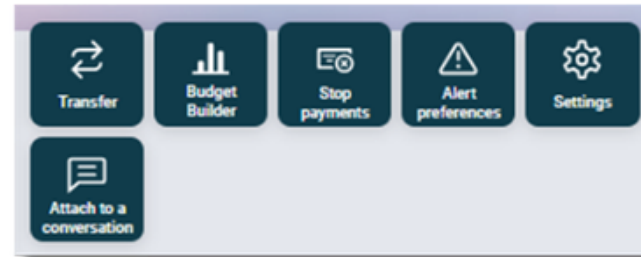 Transfer
Budget
Builder
Stop
payments
Alert
preferences
Settings
Attach to a
conversation